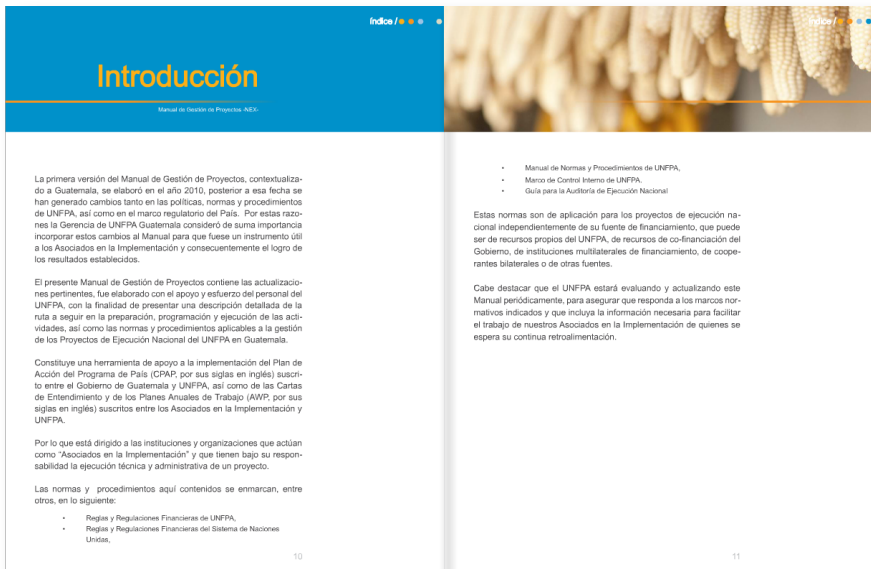 Índice /
Introducción
Manual de Gestión de Proyectos -NEX-
La primera versión del Manual de Gestión de Proyectos, contextualiza-
do a Guatemala, se elaboró en el año 2010, posterior a esa fecha se
han generado cambios tanto en las políticas, normas y procedimientos
de UNFPA, así como en el marco regulatorio del País.  Por estas razo-
nes la Gerencia de UNFPA Guatemala consideró de suma importancia
incorporar estos cambios al Manual para que fuese un instrumento útil
a los Asociados en la Implementación y consecuentemente el logro de
los resultados establecidos.
El presente Manual de Gestión de Proyectos contiene las actualizacio-
nes pertinentes, fue elaborado con el apoyo y esfuerzo del personal del
UNFPA, con la finalidad de presentar una descripción detallada de la
ruta a seguir en la preparación, programación y ejecución de las acti-
vidades, así como las normas y procedimientos aplicables a la gestión
de los Proyectos de Ejecución Nacional del UNFPA en Guatemala.
Constituye una herramienta de apoyo a la implementación del Plan de
Acción del Programa de País (CPAP, por sus siglas en inglés) suscri-
to entre el Gobierno de Guatemala y UNFPA, así como de las Cartas
de Entendimiento y de los Planes Anuales de Trabajo (AWP, por sus
siglas en inglés) suscritos entre los Asociados en la Implementación y
UNFPA.
Por lo que está dirigido a las instituciones y organizaciones que actúan
como “Asociados en la Implementación” y que tienen bajo su respon-
sabilidad la ejecución técnica y administrativa de un proyecto.
Las normas y  procedimientos aquí contenidos se enmarcan, entre
otros, en lo siguiente:
• Reglas y Regulaciones Financieras de UNFPA,
• Reglas y Regulaciones Financieras del Sistema de Naciones
Unidas,
10
Índice /
• Manual de Normas y Procedimientos de UNFPA,
• Marco de Control Interno de UNFPA.
• Guía para la Auditoría de Ejecución Nacional
Estas normas son de aplicación para los proyectos de ejecución na-
cional independientemente de su fuente de financiamiento, que puede
ser de recursos propios del UNFPA, de recursos de co-financiación del
Gobierno, de instituciones multilaterales de financiamiento, de coope-
rantes bilaterales o de otras fuentes.
Cabe destacar que el UNFPA estará evaluando y actualizando este
Manual periódicamente, para asegurar que responda a los marcos nor-
mativos indicados y que incluya la información necesaria para facilitar
el trabajo de nuestros Asociados en la Implementación de quienes se
espera su continua retroalimentación.
11